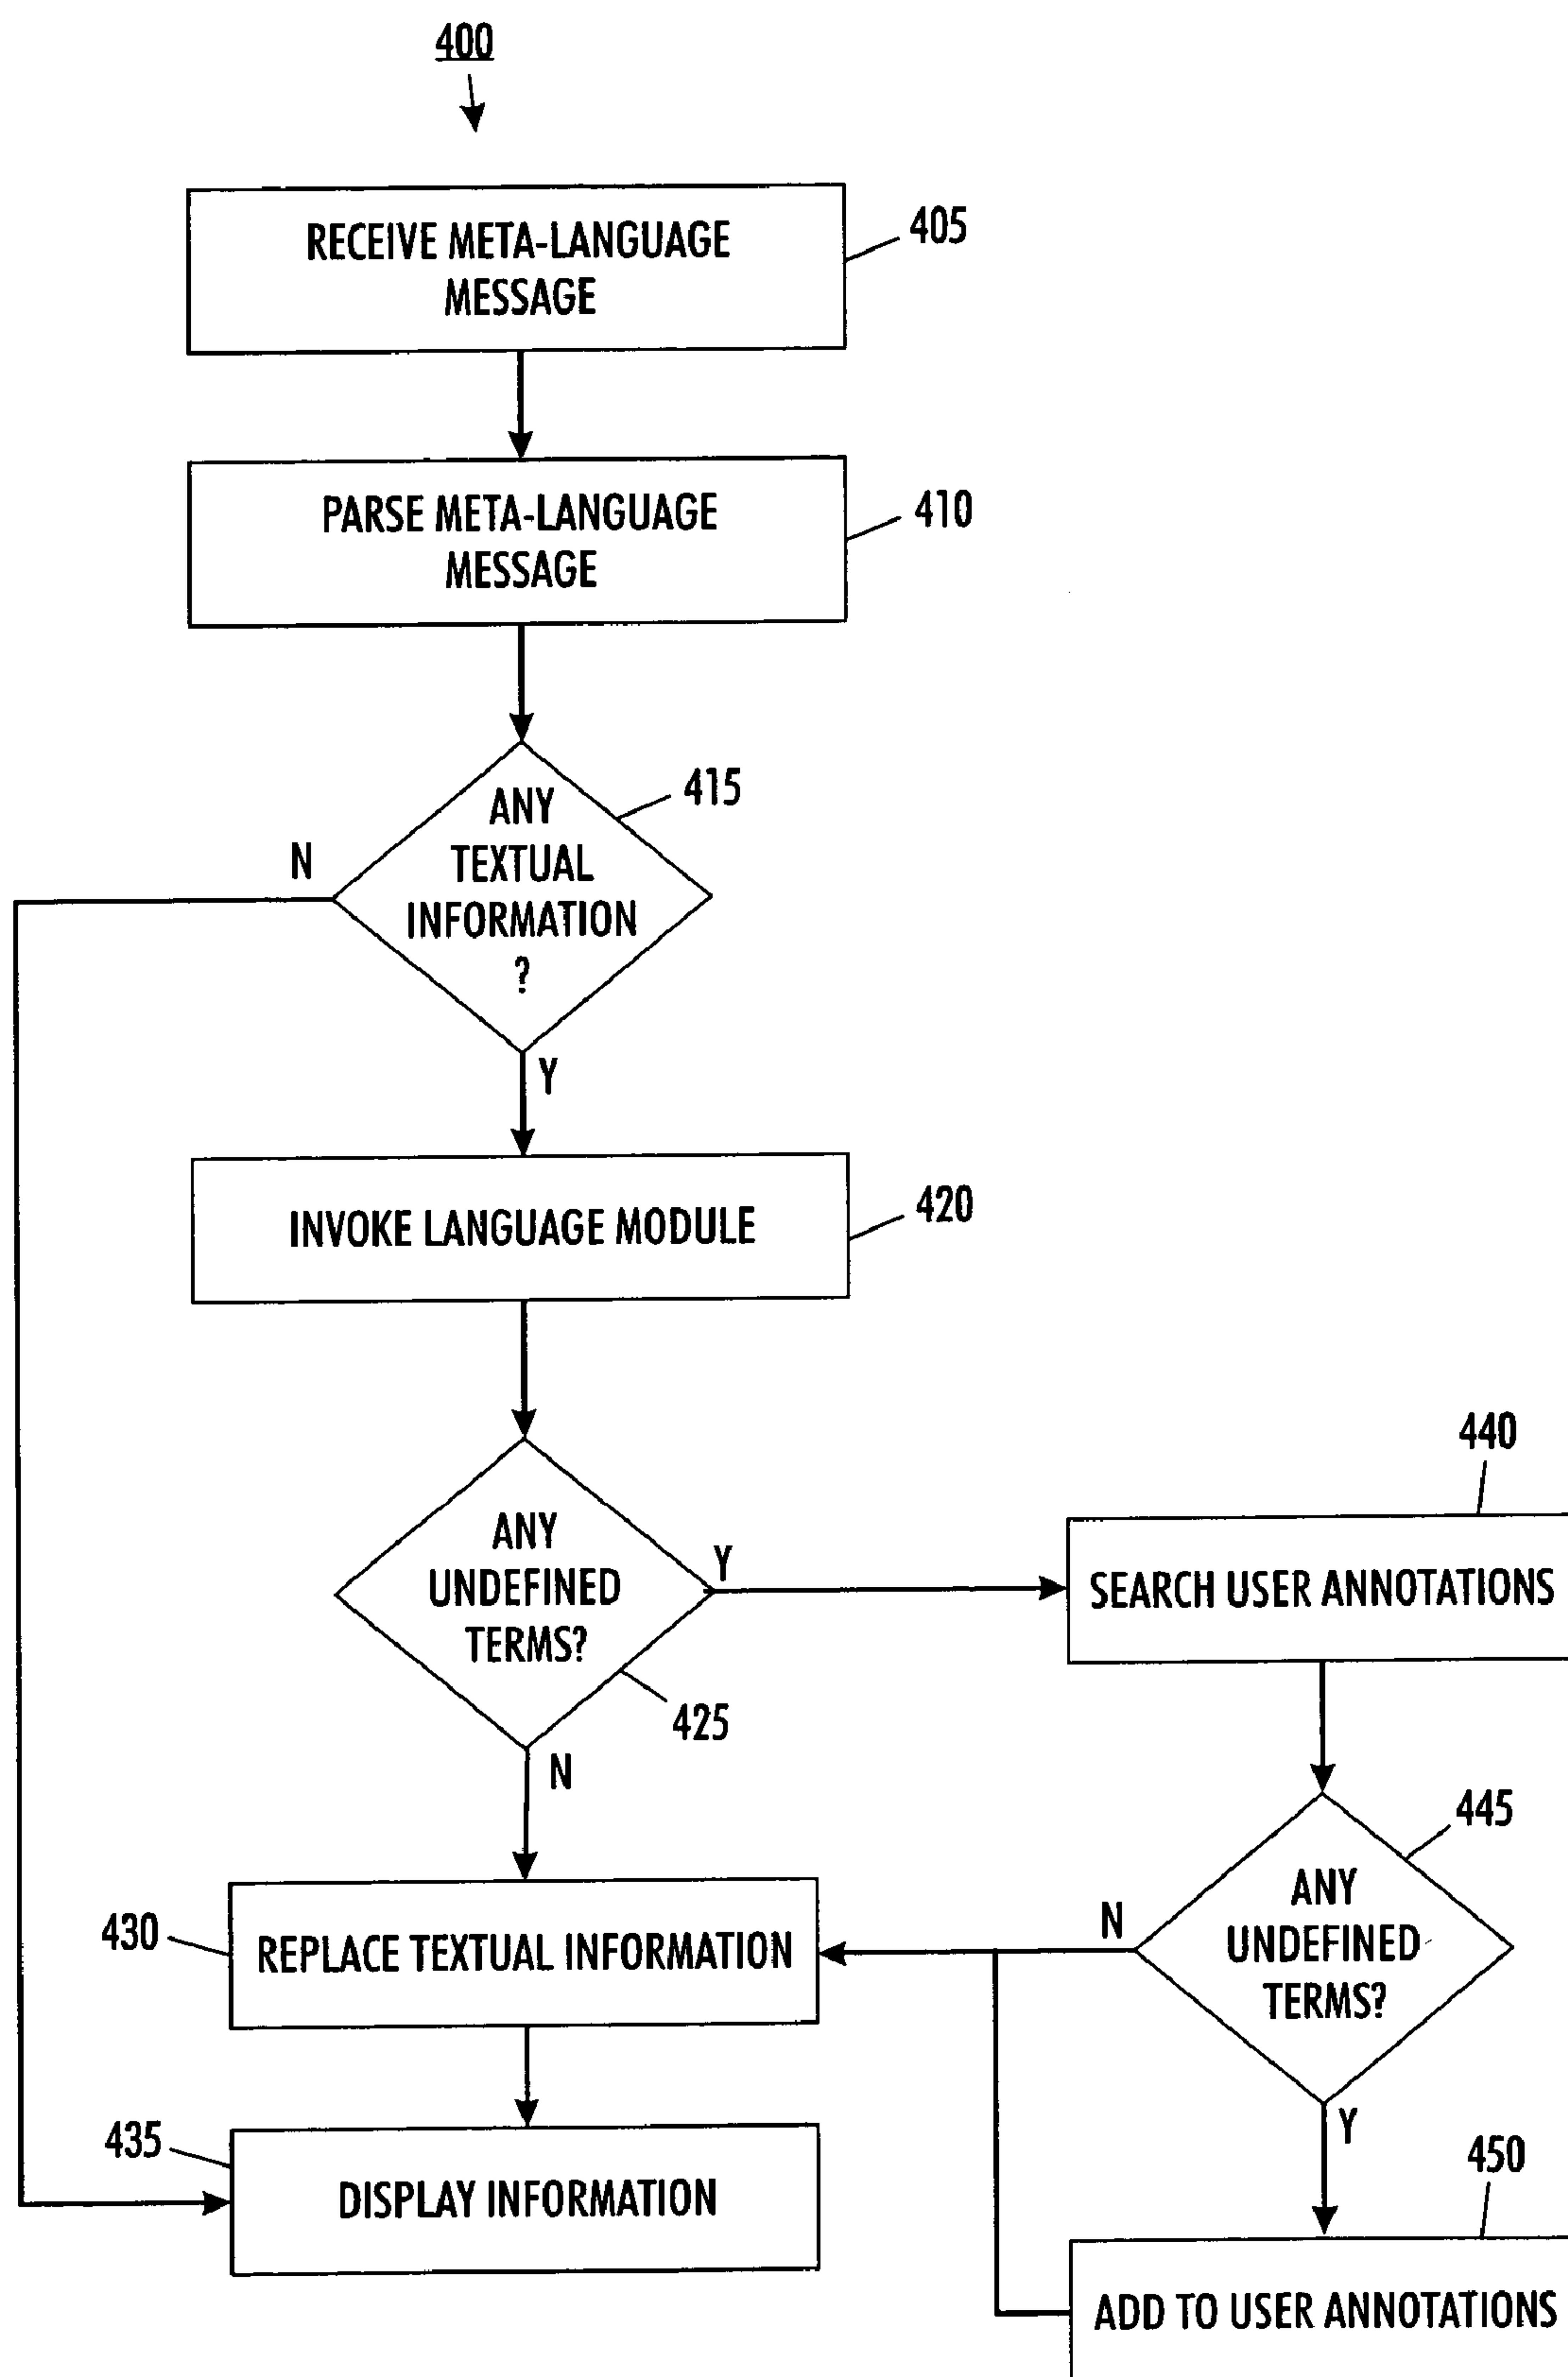 400
RECEIVE META-LANGUAGE
MESSAGE
405
PARSE META-LANGUAGE
MESSAGE
410
ANY
TEXTUAL
INFORMATION
?
415
N
Y
INVOKE LANGUAGE MODULE
420
ANY
UNDEFINED
TERMS?
Y
425
N
440
SEARCH USER ANNOTATIONS
445
ANY
UNDEFINED
TERMS?
N
Y
430
REPLACE TEXTUAL INFORMATION
435
DISPLAY INFORMATION
450
ADD TO USER ANNOTATIONS